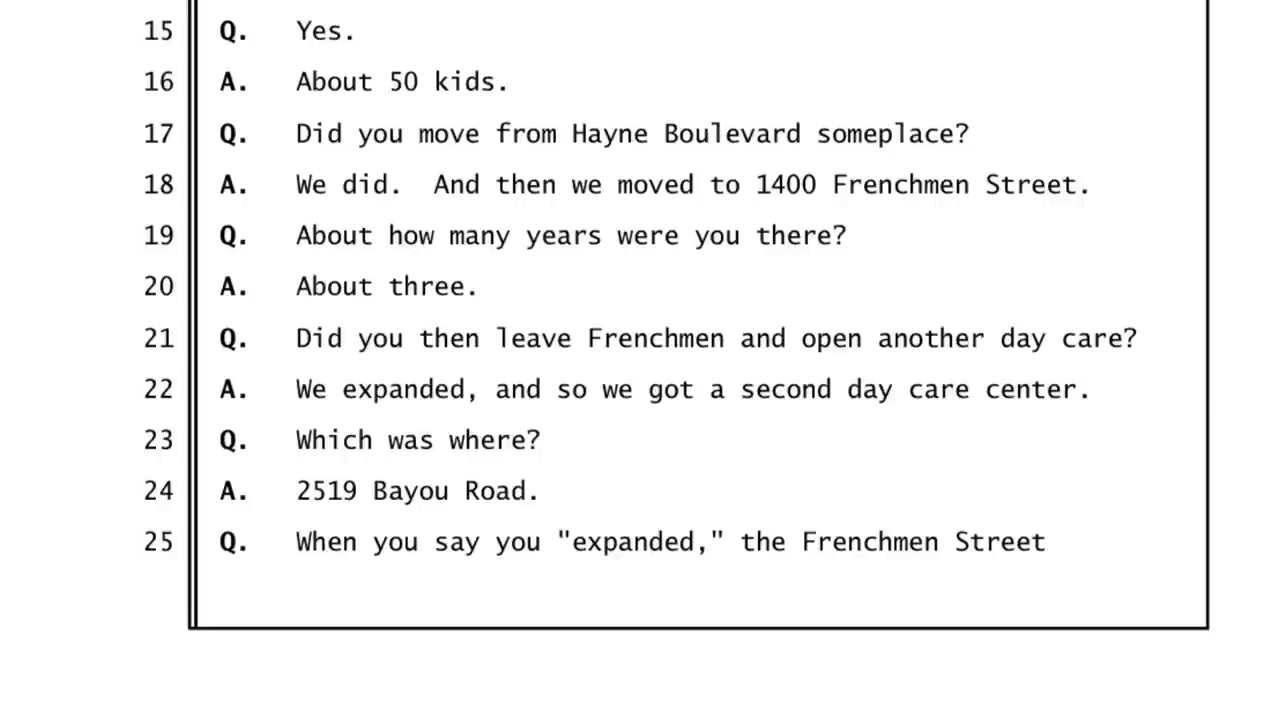 15 Q. Yes.
16 A. About 50 kids.
17 Q. Did you move from Hayne Boulevard someplace?
18 A. We did.  And then we moved to 1400 Frenchmen Street.
19 Q. About how many years were you there?
20 A. About three.
21 Q. Did you then leave Frenchmen and open another day care?
22 A. We expanded, and so we got a second day care center.
23 Q. Which was where?
24 A. 2519 Bayou Road.
25 Q. When you say you "expanded," the Frenchmen Street